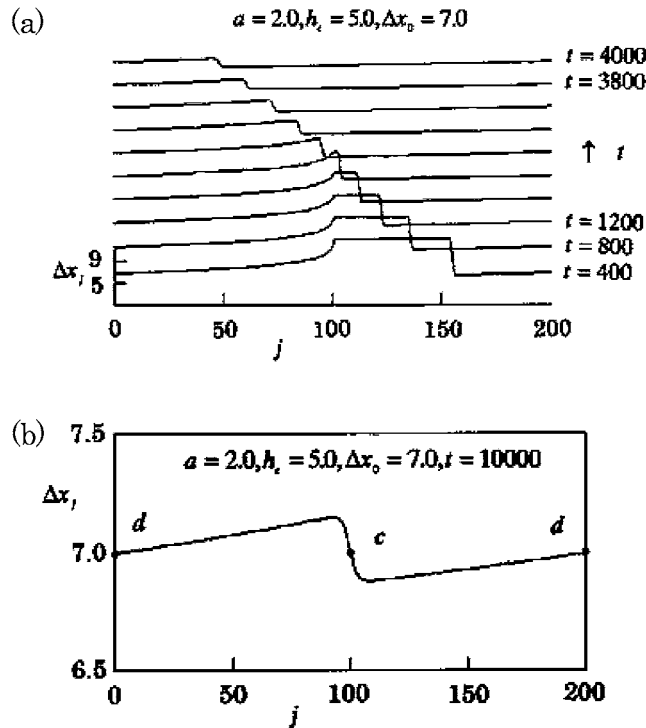 (a)
a = 2.0, h_c = 5.0, Δx_0 = 7.0
t = 4000
t = 3800
↑ t
t = 1200
t = 800
t = 400
9
Δx_j
5
0 50 100 150 200
j
(b)
7.5
a = 2.0, h_c = 5.0, Δx_0 = 7.0, t = 10000
Δx_j
d c d
7.0
6.5
0 50 100 150 200
j